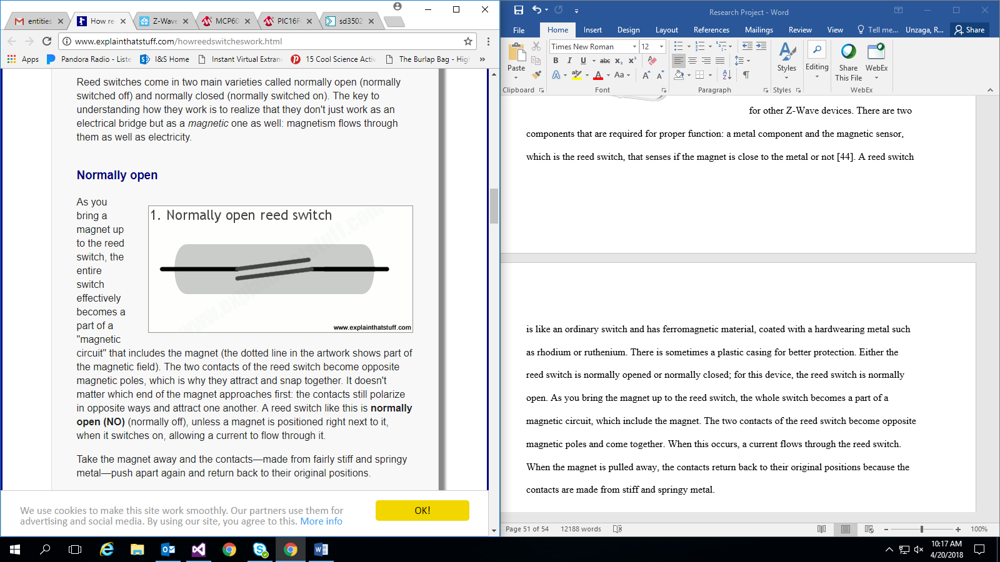 entities
How re
Z-Wave
MCP60
PIC16F
sd3502
www.explainthatstuff.com/howreedswitcheswork.html
Apps
Pandora Radio - Liste
I&S Home
Instant Virtual Extran
15 Cool Science Activ
The Burlap Bag - Higl
»
Reed switches come in two main varieties called normally open (normally
switched off) and normally closed (normally switched on). The key to
understanding how they work is to realize that they don't just work as an
electrical bridge but as a magnetic one as well: magnetism flows through
them as well as electricity.
Normally open
As you
bring a
magnet up
to the reed
switch, the
entire
switch
effectively
becomes a
part of a
"magnetic
1. Normally open reed switch
www.explainthatstuff.com
www.explainthatstuff.com
circuit" that includes the magnet (the dotted line in the artwork shows part of
the magnetic field). The two contacts of the reed switch become opposite
magnetic poles, which is why they attract and snap together. It doesn't
matter which end of the magnet approaches first: the contacts still polarize
in opposite ways and attract one another. A reed switch like this is normally
open (NO) (normally off), unless a magnet is positioned right next to it,
when it switches on, allowing a current to flow through it.
Take the magnet away and the contacts—made from fairly stiff and springy
metal—push apart again and return back to their original positions.
We use cookies to make this site work smoothly. Our partners use them for
advertising and social media. By using our site, you agree to this. More info
OK!
Research Project - Word
File
Home
Insert
Design
Layout
References
Mailings
Review
View
Tell me...
Unzaga, R...
Share
Paste
Clipboard
Times New Roman
12
B I U abc x₂ x²
A ab A Aa A A
Font
Paragraph
Styles
Styles
Editing
Share
This File
WebEx
WebEx
for other Z-Wave devices. There are two
components that are required for proper function: a metal component and the magnetic sensor,
which is the reed switch, that senses if the magnet is close to the metal or not [44]. A reed switch
is like an ordinary switch and has ferromagnetic material, coated with a hardwearing metal such
as rhodium or ruthenium. There is sometimes a plastic casing for better protection. Either the
reed switch is normally opened or normally closed; for this device, the reed switch is normally
open. As you bring the magnet up to the reed switch, the whole switch becomes a part of a
magnetic circuit, which include the magnet. The two contacts of the reed switch become opposite
magnetic poles and come together. When this occurs, a current flows through the reed switch.
When the magnet is pulled away, the contacts return back to their original positions because the
contacts are made from stiff and springy metal.
Page 51 of 54
12188 words
100%
10:17 AM
4/20/2018